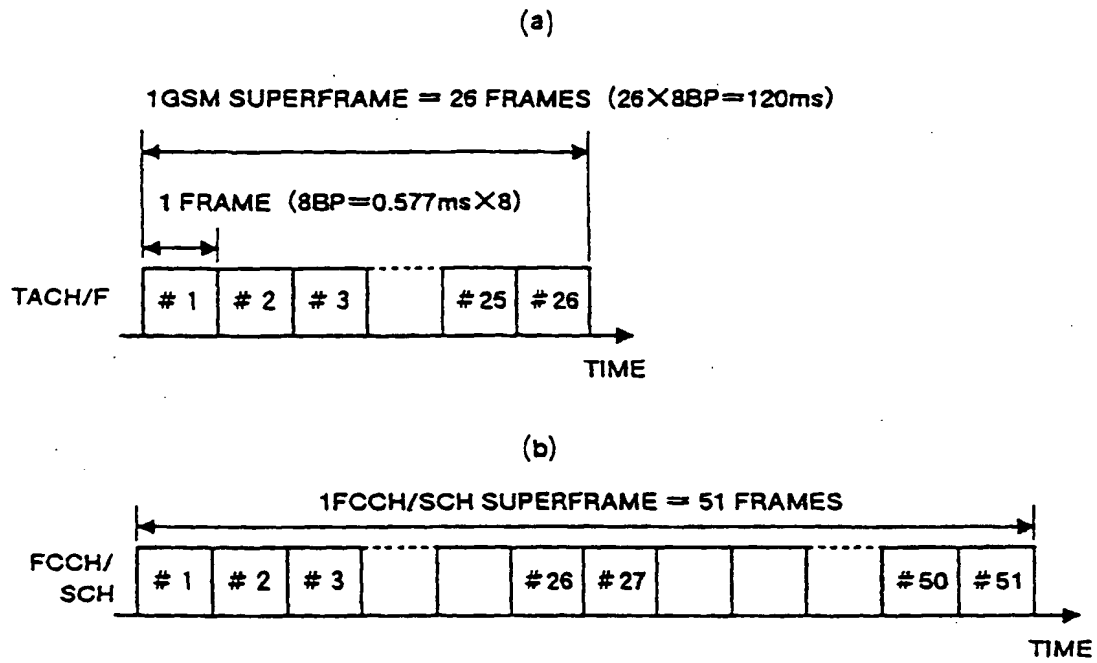 (a)
1GSM SUPERFRAME = 26 FRAMES (26×8BP=120ms)
1 FRAME (8BP=0.577ms×8)
TACH/F # 1 # 2 # 3 #25 #26
TIME
(b)
1FCCH/SCH SUPERFRAME = 51 FRAMES
FCCH/
SCH # 1 # 2 # 3 #26 #27 #50 #51
TIME